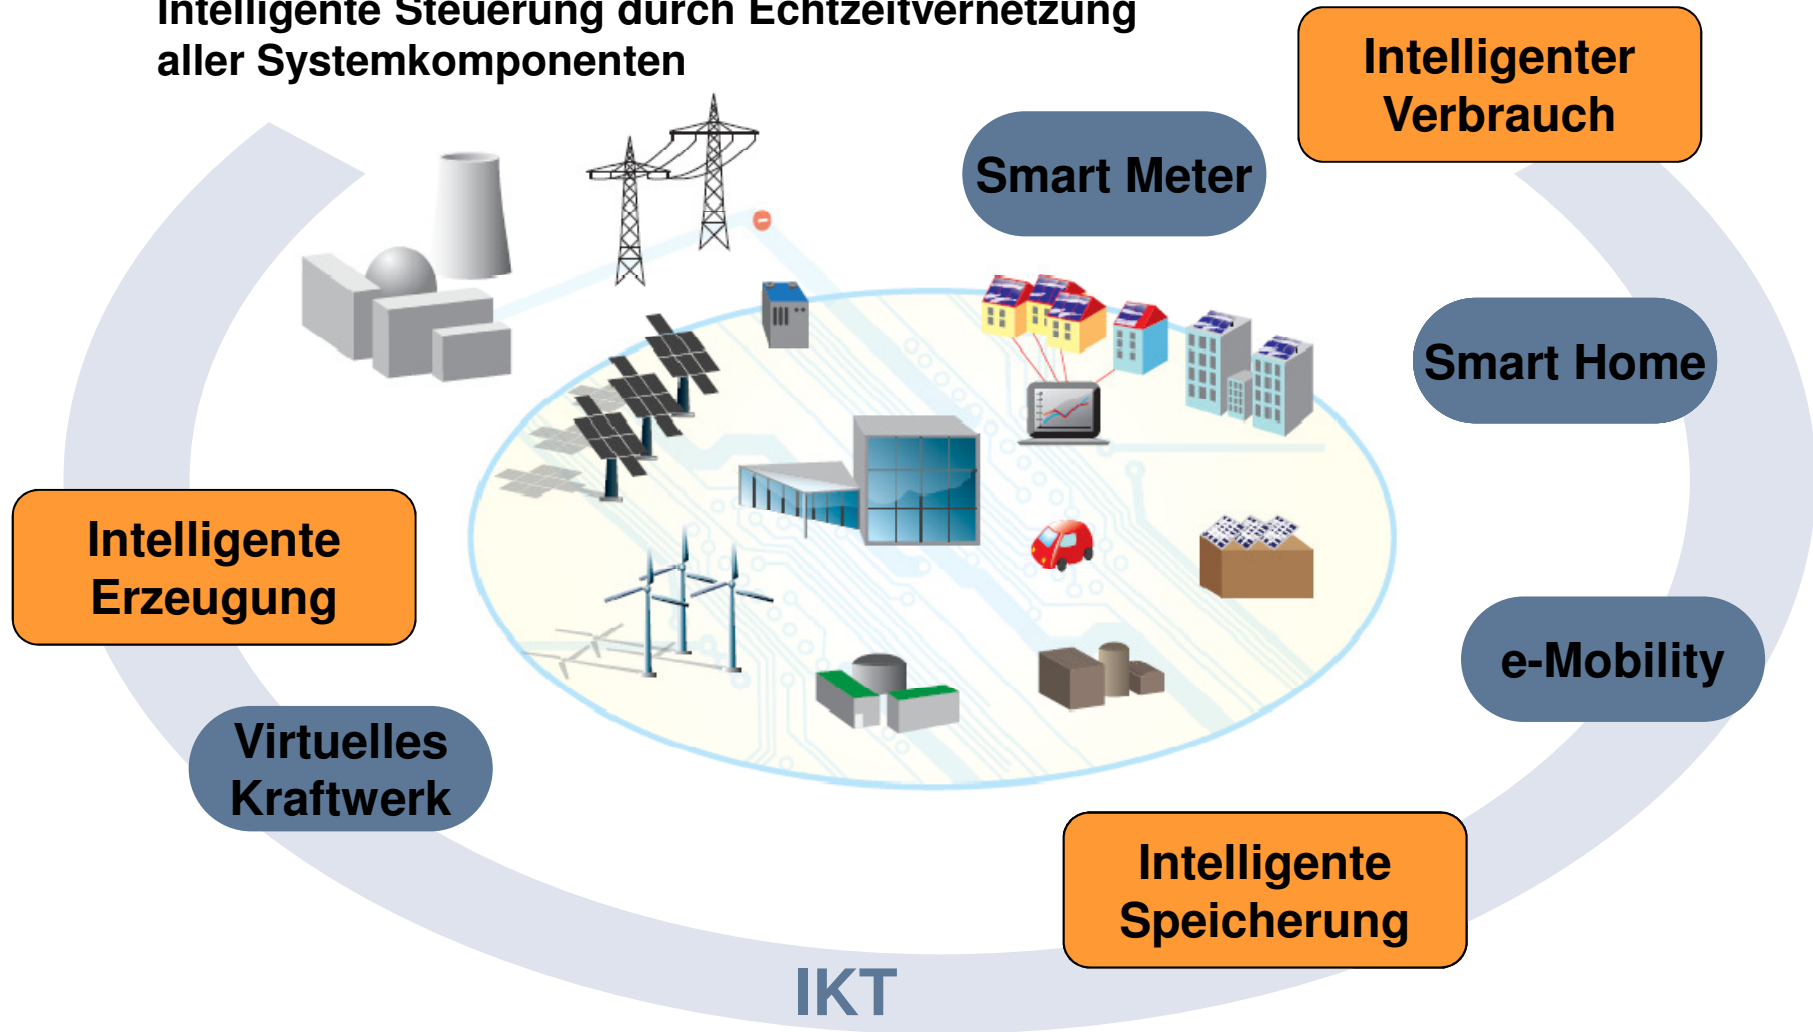 Intelligente Steuerung durch Echtzeitvernetzung
aller Systemkomponenten
Intelligenter
Verbrauch
Smart Meter
Smart Home
Intelligente
Erzeugung
e-Mobility
Virtuelles
Kraftwerk
Intelligente
Speicherung
IKT